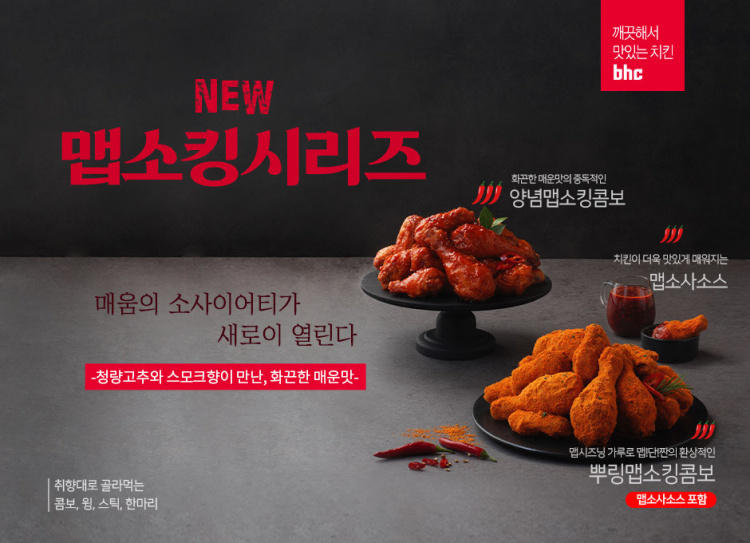 깨끗해서
맛있는 치킨
bhc
NEW
맵소킹시리즈
화끈한 매운맛의 중독적인
양념맵소킹콤보
치킨이 더욱 맛있게 매워지는
맵소사소스
매움의 소사이어티가
새로이 열린다
-청량고추와 스모크향이 만난, 화끈한 매운맛-
맵시즈닝 가루로 맵!단!짠의 환상적인
뿌링맵소킹콤보
맵소사소스 포함
취향대로 골라먹는
콤보, 윙, 스틱, 한마리